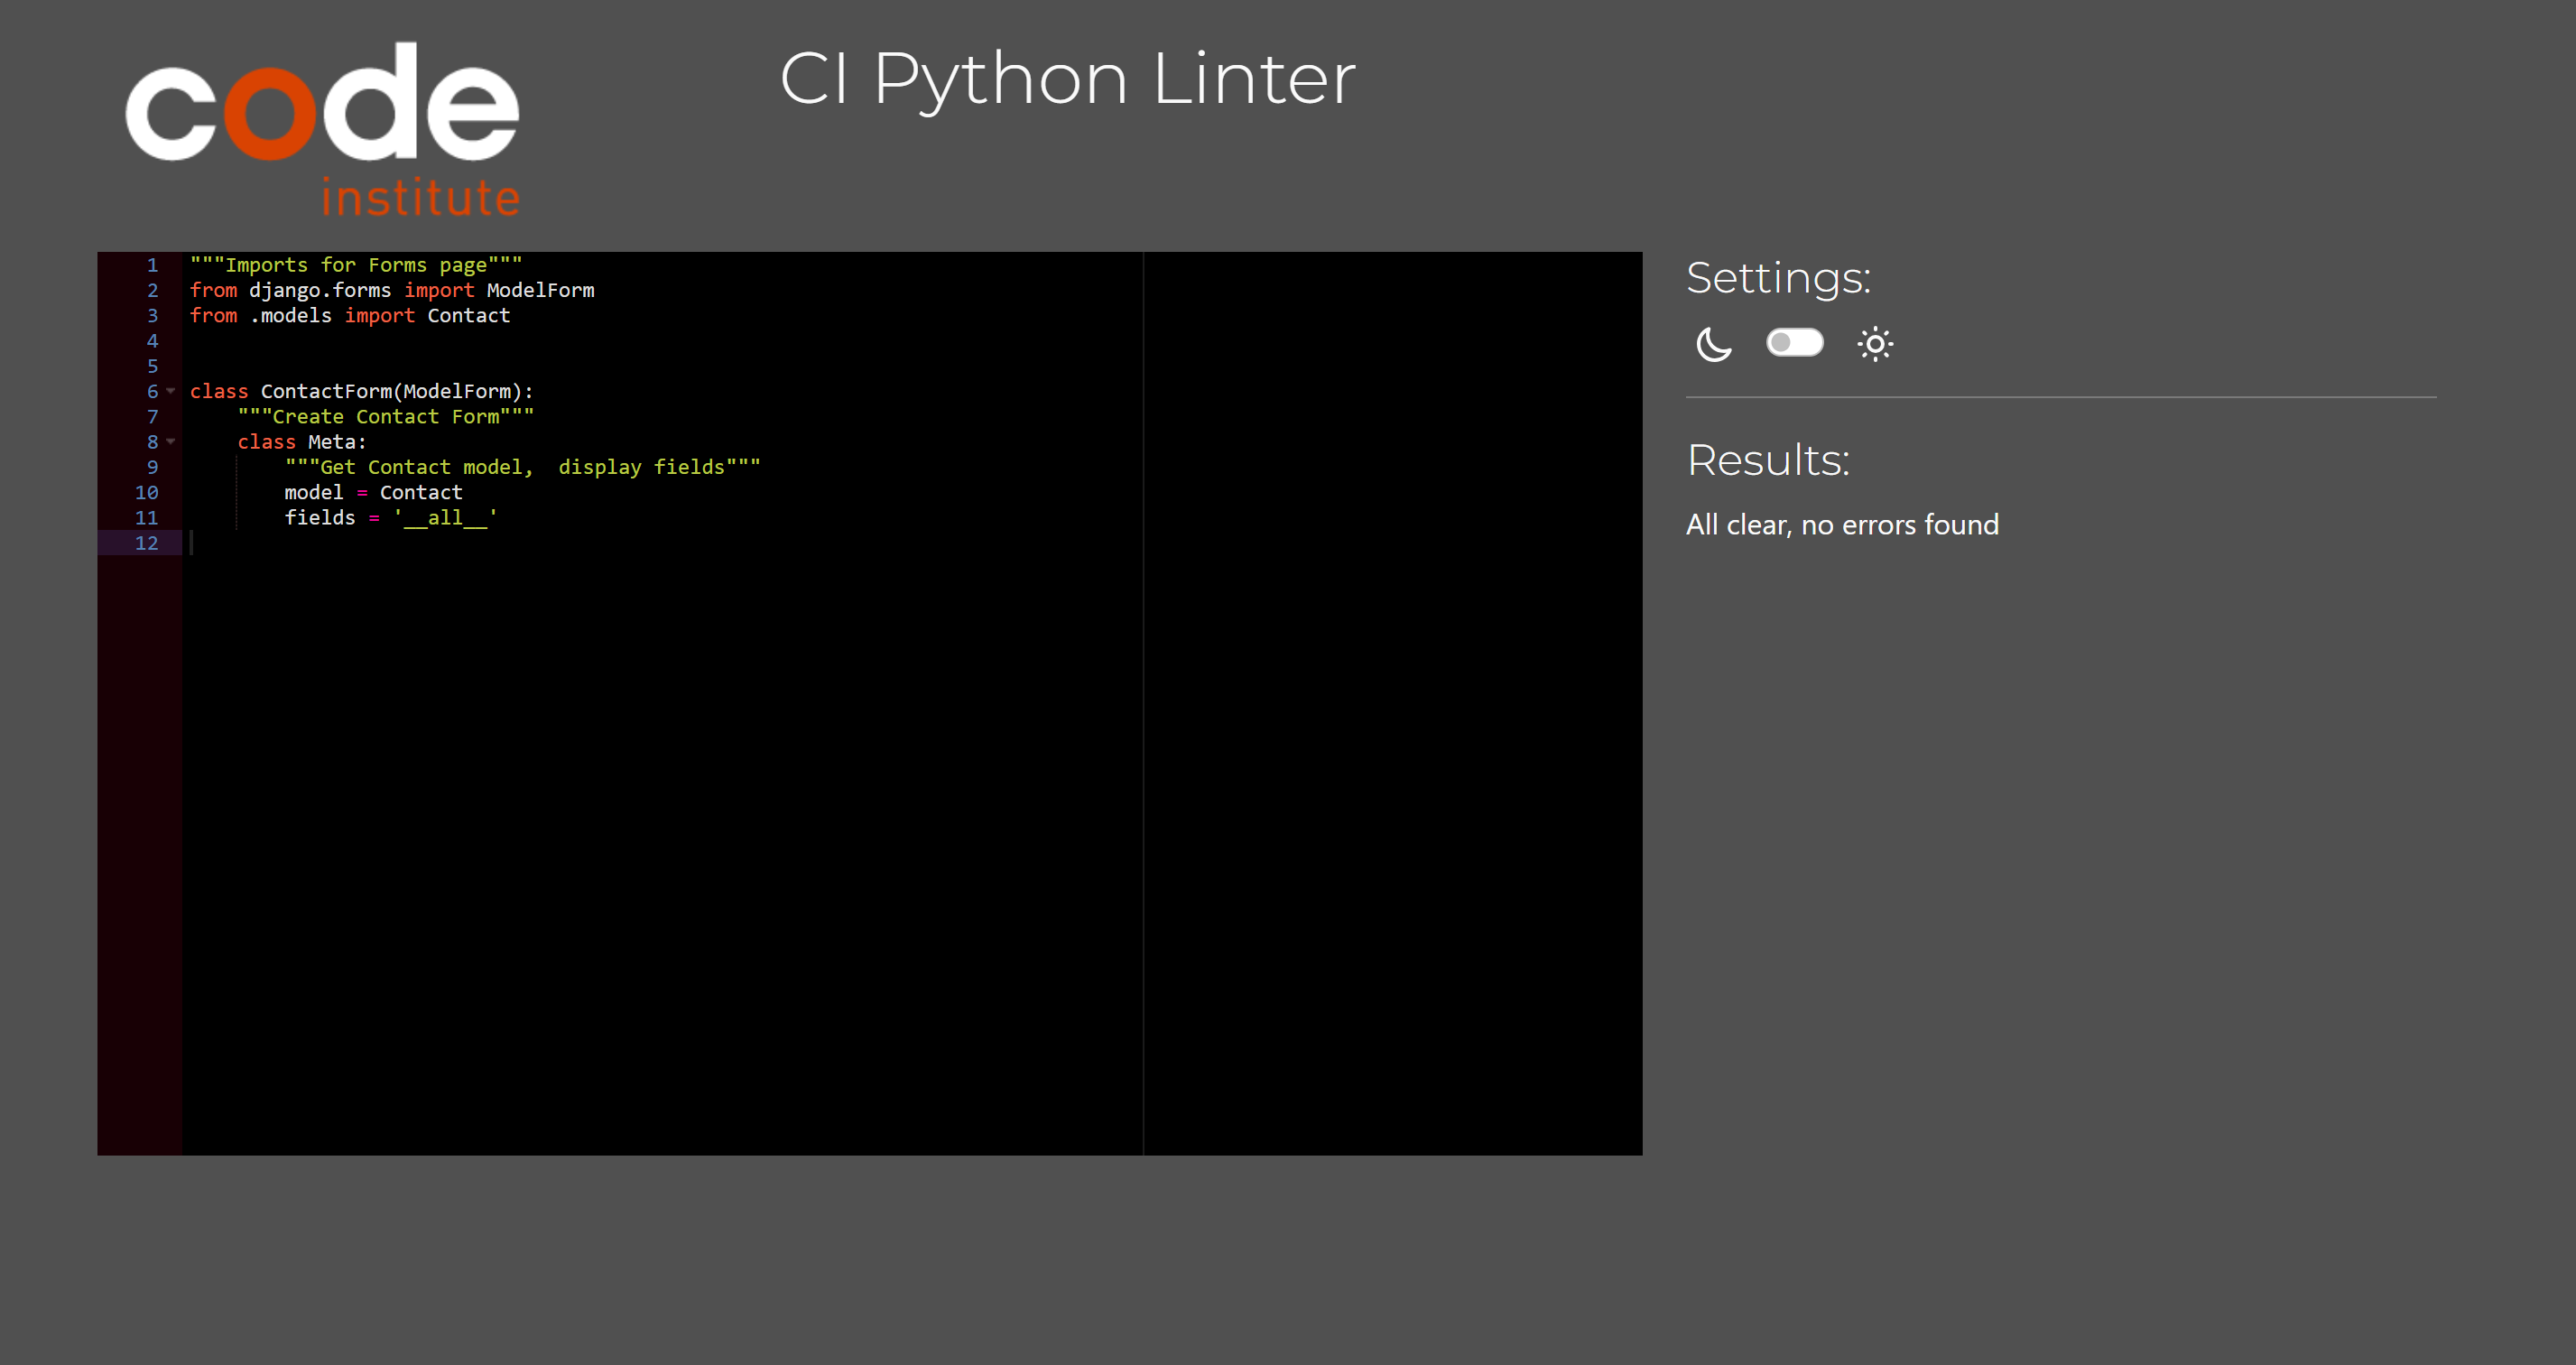 code
institute
CI Python Linter
1 """Imports for Forms page"""
2 from django.forms import ModelForm
3 from .models import Contact
4
5
6 class ContactForm(ModelForm):
7     """Create Contact Form"""
8     class Meta:
9         """Get Contact model,  display fields"""
10         model = Contact
11         fields = '__all__'
12
Settings:
Results:
All clear, no errors found